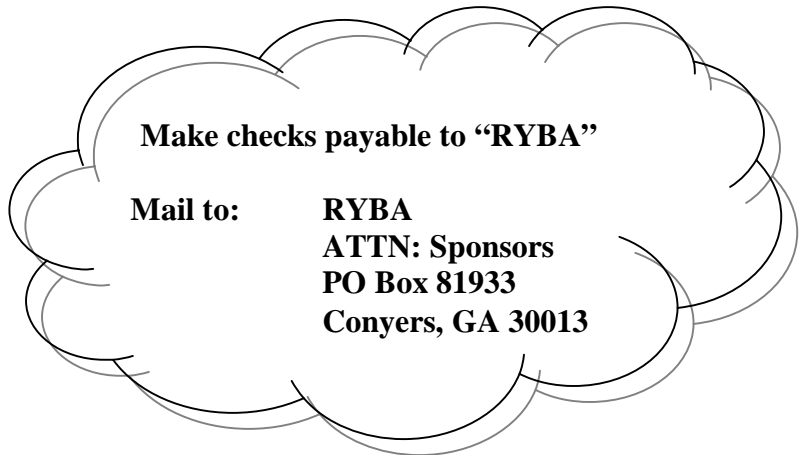 Make checks payable to “RYBA”
Mail to: RYBA
ATTN: Sponsors
PO Box 81933
Conyers, GA 30013